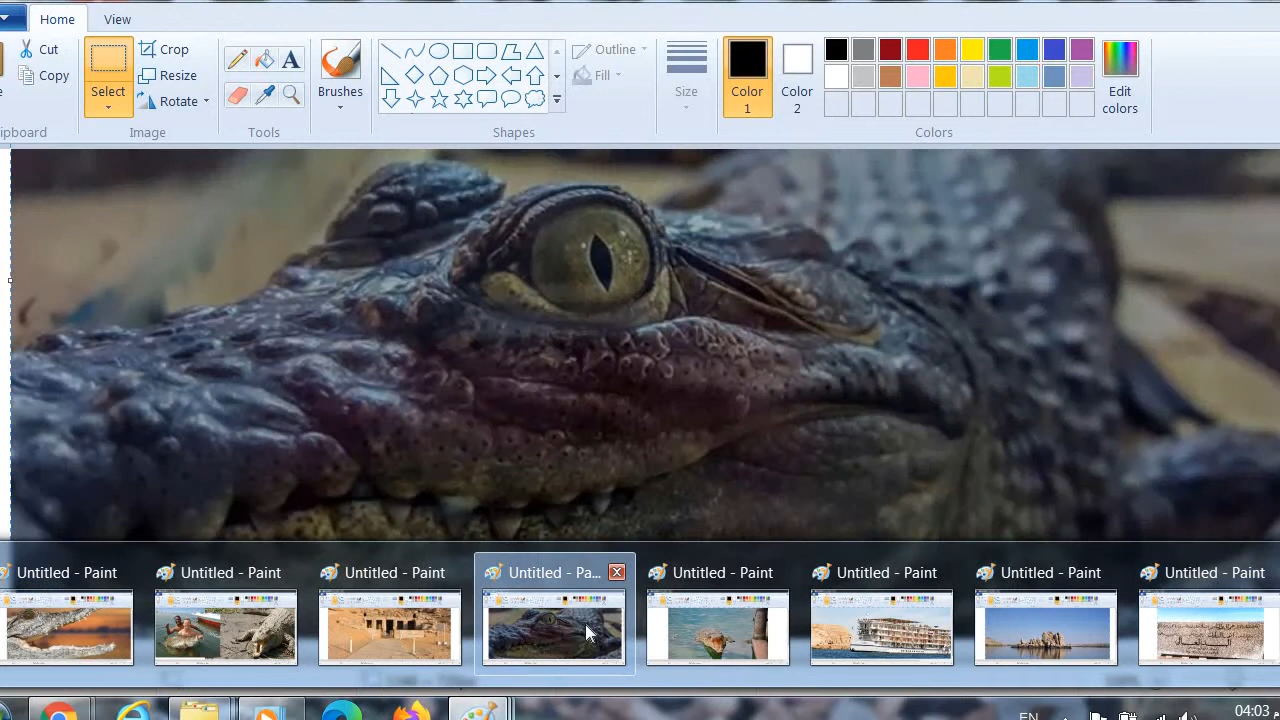 Home View
Cut
Copy
Select
Crop
Resize
Rotate
A
Brushes
Outline
Fill
Size
Color 1
Color 2
Edit colors
ipboard Image Tools Shapes Colors
Untitled - Paint Untitled - Paint Untitled - Paint Untitled - Pa... Untitled - Paint Untitled - Paint Untitled - Paint Untitled - Paint
EN 04:03